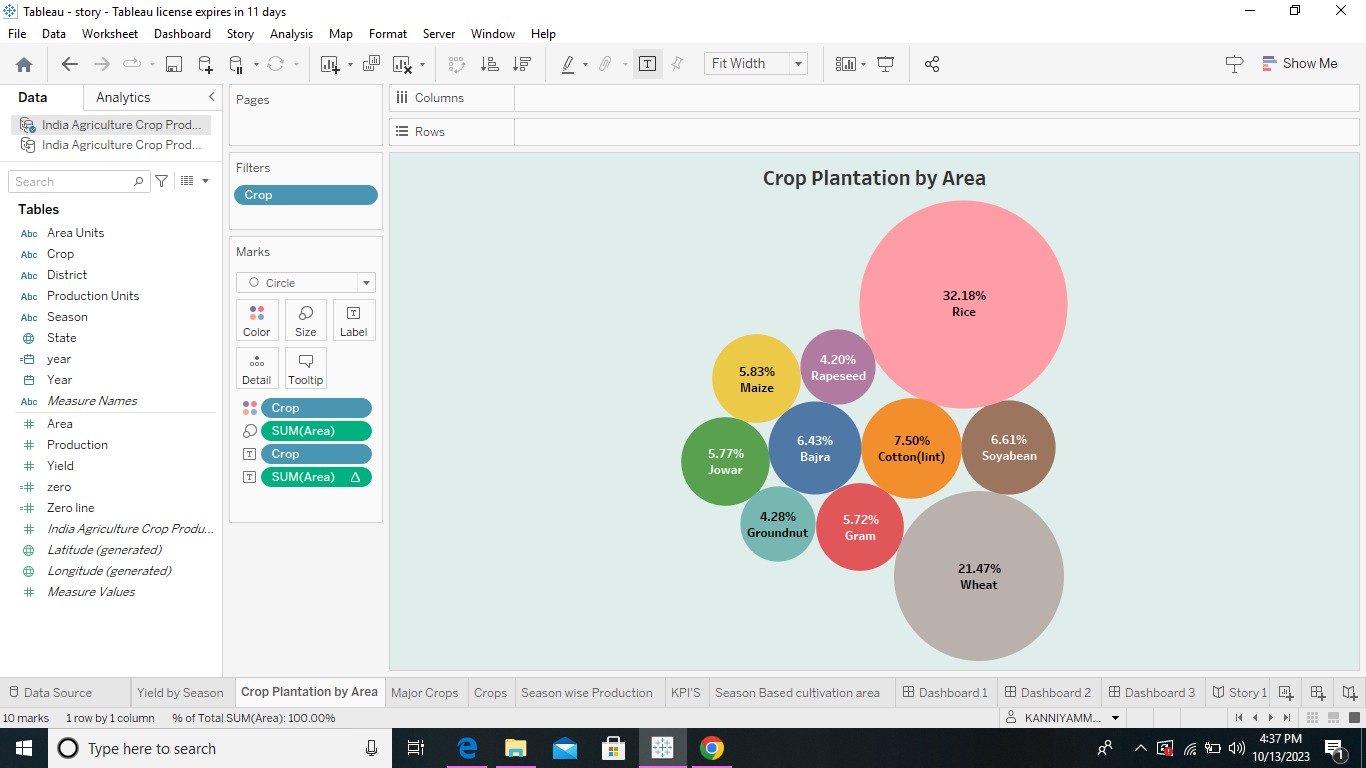 Tableau - story - Tableau license expires in 11 days
File Data Worksheet Dashboard Story Analysis Map Format Server Window Help
Fit Width
Show Me
Data Analytics
India Agriculture Crop Prod...
India Agriculture Crop Prod...
Search
Tables
Abc Area Units
Abc Crop
Abc District
Abc Production Units
Abc Season
State
year
Year
Abc Measure Names
Area
Production
Yield
zero
Zero line
India Agriculture Crop Produ...
Latitude (generated)
Longitude (generated)
Measure Values
Pages
Filters
Crop
Marks
Circle
Color Size Label
Detail Tooltip
Crop
SUM(Area)
Crop
SUM(Area) Δ
Columns
Rows
Crop Plantation by Area
32.18%
Rice
4.20%
Rapeseed
5.83%
Maize
5.77%
Jowar
6.43%
Bajra
7.50%
Cotton(lint)
6.61%
Soyabean
4.28%
Groundnut
5.72%
Gram
21.47%
Wheat
Data Source Yield by Season Crop Plantation by Area Major Crops Crops Season wise Production KPI'S Season Based cultivation area Dashboard 1 Dashboard 2 Dashboard 3 Story 1
10 marks 1 row by 1 column % of Total SUM(Area): 100.00%
KANNIYAMM...
Type here to search
4:37 PM
10/13/2023
1